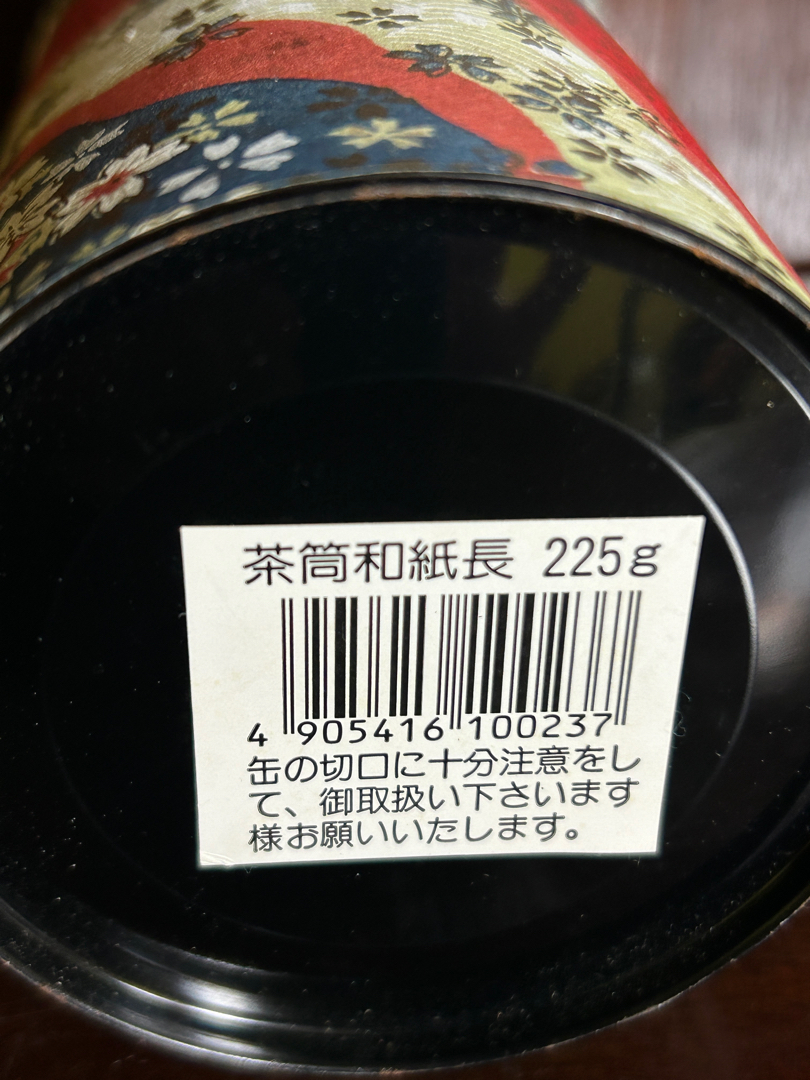 茶筒和紙長 225g
4 905416 100237
缶の切口に十分注意をし
て、御取扱い下さいます
様お願いいたします。